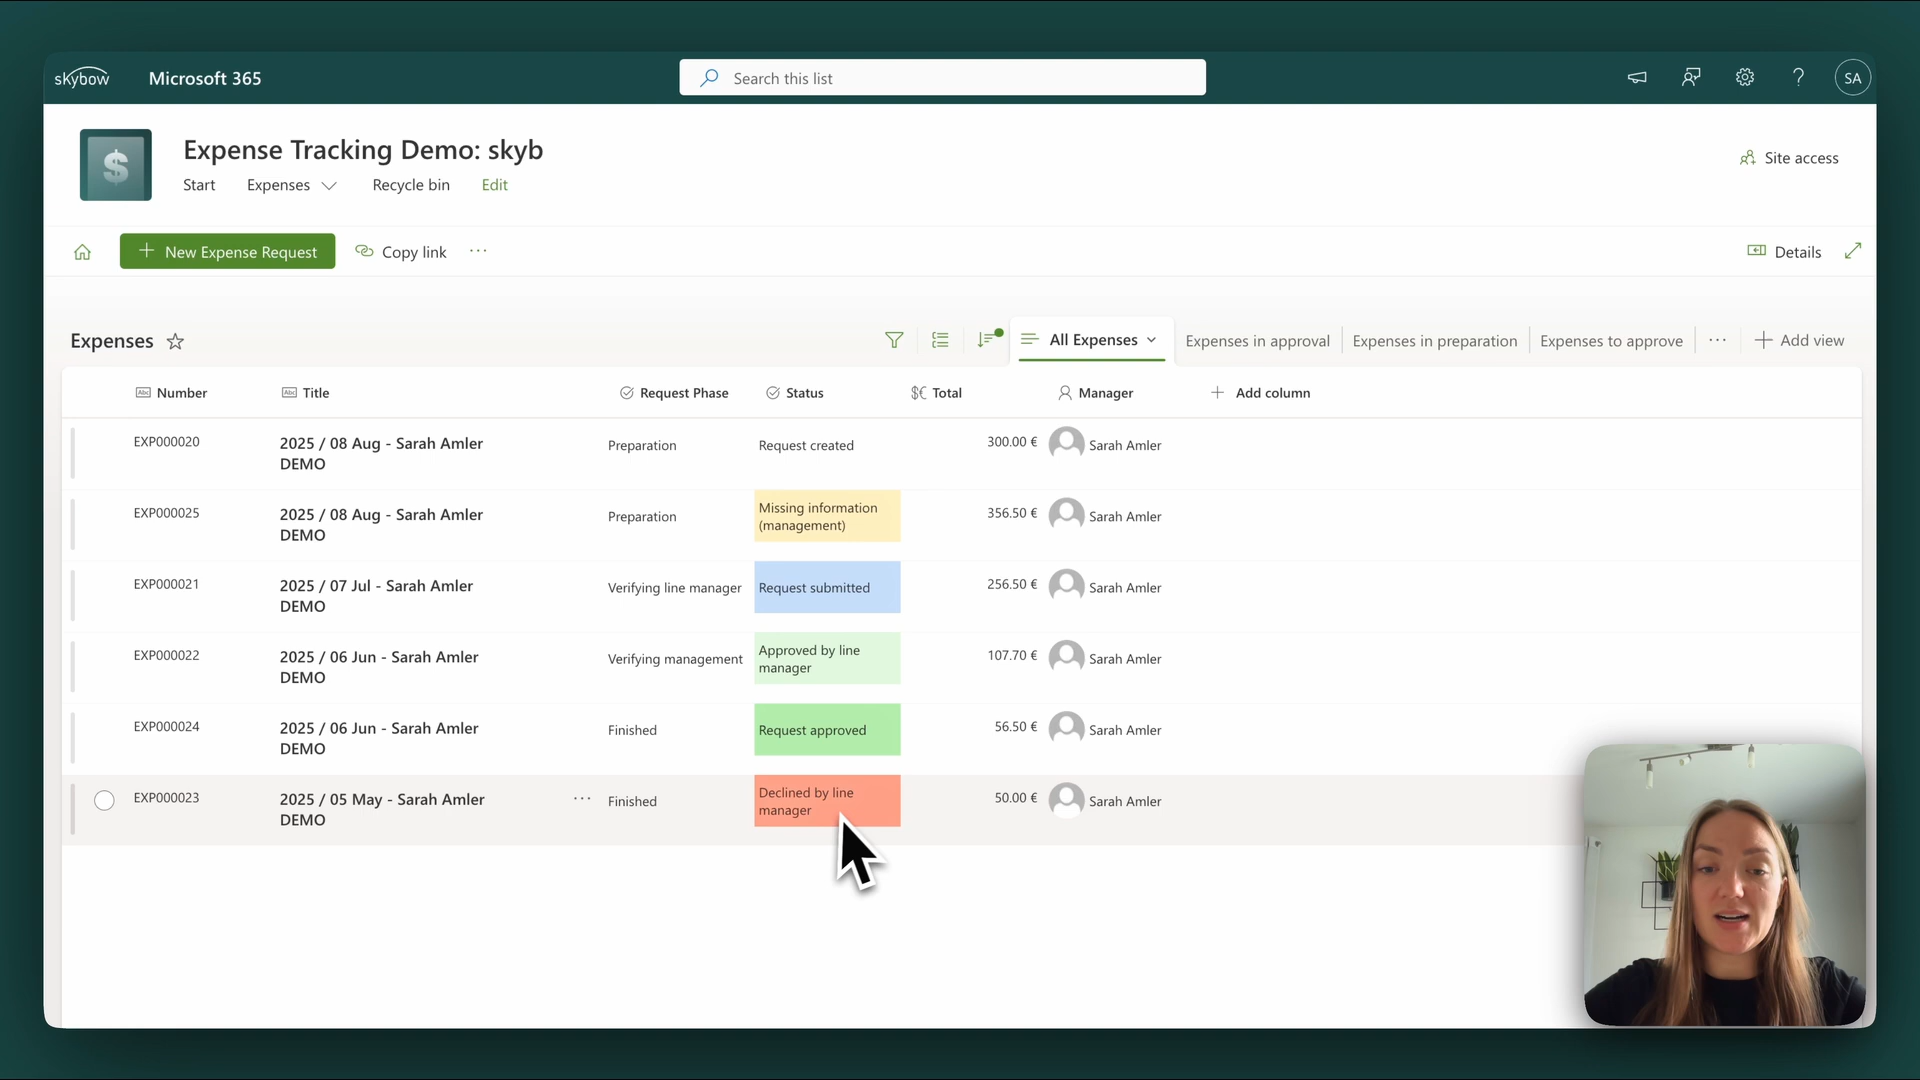 skybow
Microsoft 365
Search this list
SA
Expense Tracking Demo: skyb
Start Expenses Recycle bin Edit
Site access
New Expense Request
Copy link
Details
Expenses
All Expenses
Expenses in approval
Expenses in preparation
Expenses to approve
Add view
Number Title Request Phase Status Total Manager Add column
EXP000020 2025 / 08 Aug - Sarah Amler Preparation Request created 300.00 € Sarah Amler
DEMO
EXP000025 2025 / 08 Aug - Sarah Amler Preparation Missing information 356.50 € Sarah Amler
DEMO (management)
EXP000021 2025 / 07 Jul - Sarah Amler Verifying line manager Request submitted 256.50 € Sarah Amler
DEMO
EXP000022 2025 / 06 Jun - Sarah Amler Verifying management Approved by line 107.70 € Sarah Amler
DEMO manager
EXP000024 2025 / 06 Jun - Sarah Amler Finished Request approved 56.50 € Sarah Amler
DEMO
EXP000023 2025 / 05 May - Sarah Amler Finished Declined by line 50.00 € Sarah Amler
DEMO manager